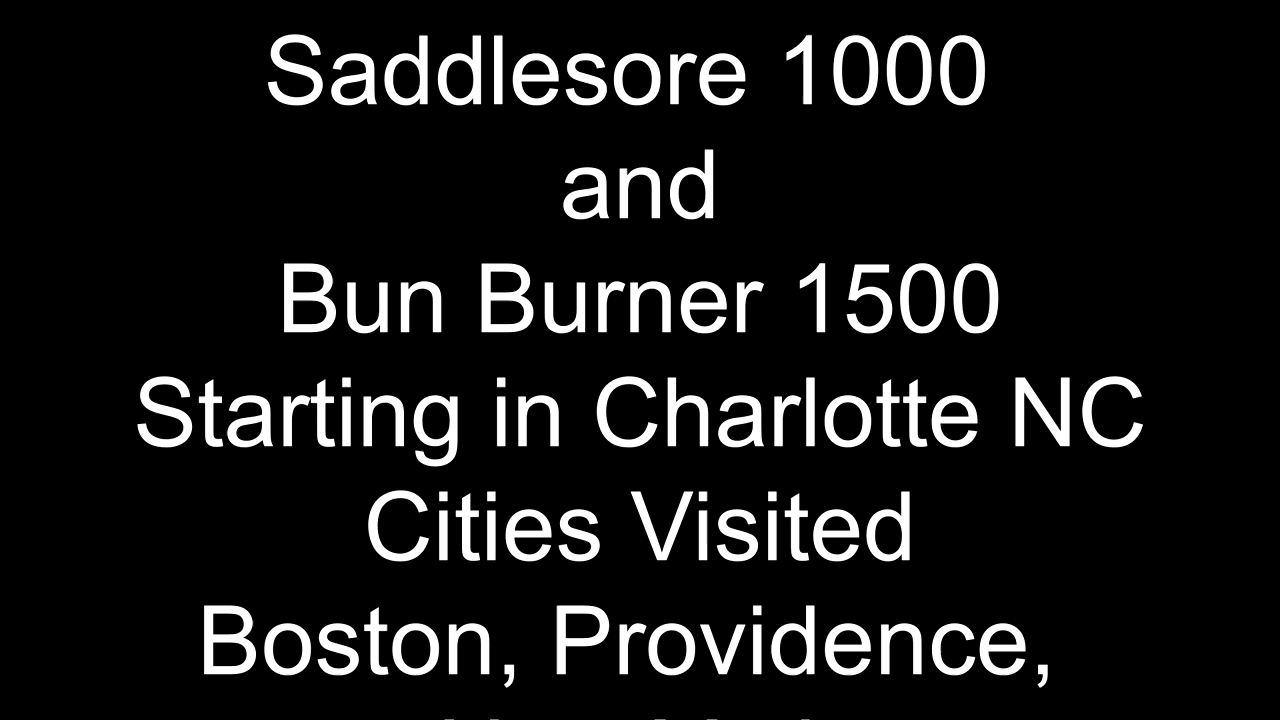 Saddlesore 1000
and
Bun Burner 1500
Starting in Charlotte NC
Cities Visited
Boston, Providence,